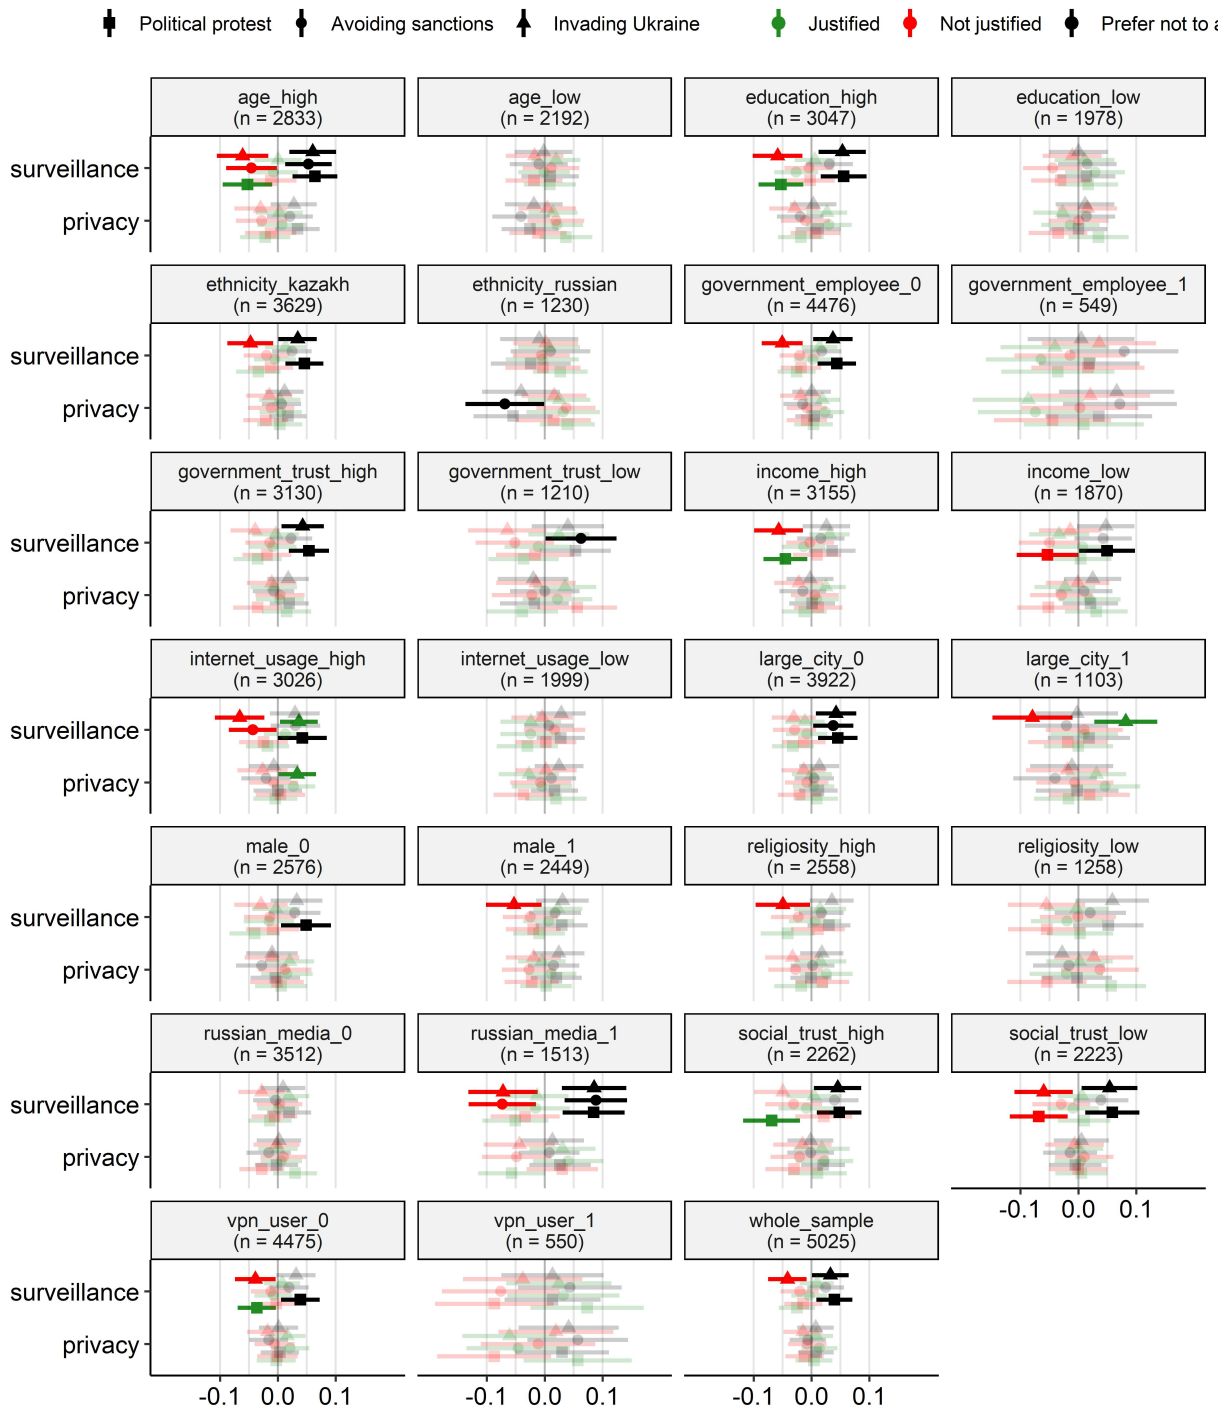 Political protest Avoiding sanctions Invading Ukraine Justified Not justified Prefer not to a
age_high age_low education_high education_low
(n = 2833) (n = 2192) (n = 3047) (n = 1978)
surveillance
privacy
ethnicity_kazakh ethnicity_russian government_employee_0 government_employee_1
(n = 3629) (n = 1230) (n = 4476) (n = 549)
surveillance
privacy
government_trust_high government_trust_low income_high income_low
(n = 3130) (n = 1210) (n = 3155) (n = 1870)
surveillance
privacy
internet_usage_high internet_usage_low large_city_0 large_city_1
(n = 3026) (n = 1999) (n = 3922) (n = 1103)
surveillance
privacy
male_0 male_1 religiosity_high religiosity_low
(n = 2576) (n = 2449) (n = 2558) (n = 1258)
surveillance
privacy
russian_media_0 russian_media_1 social_trust_high social_trust_low
(n = 3512) (n = 1513) (n = 2262) (n = 2223)
surveillance
privacy
-0.1 0.0 0.1
vpn_user_0 vpn_user_1 whole_sample
(n = 4475) (n = 550) (n = 5025)
surveillance
privacy
-0.1 0.0 0.1 -0.1 0.0 0.1 -0.1 0.0 0.1